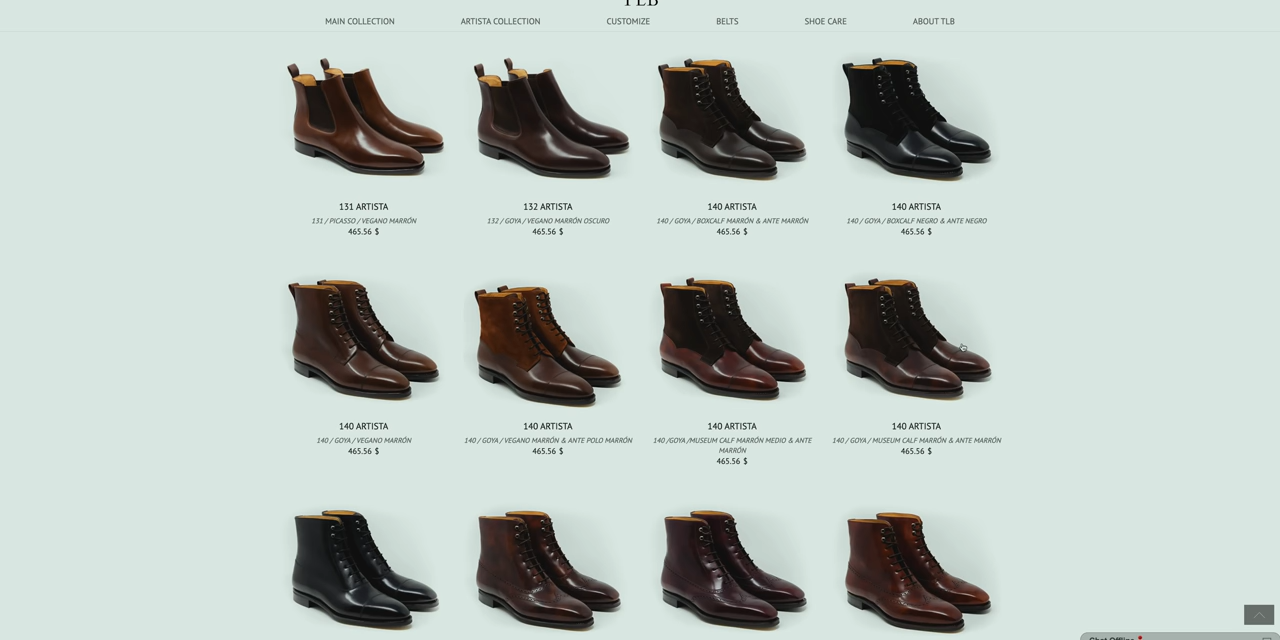 TLB
MAIN COLLECTION
ARTISTA COLLECTION
CUSTOMIZE
BELTS
SHOE CARE
ABOUT TLB
131 ARTISTA
131 / PICASSO / VEGANO MARRÓN
465.56 $
132 ARTISTA
132 / GOYA / VEGANO MARRÓN OSCURO
465.56 $
140 ARTISTA
140 / GOYA / BOXCALF MARRÓN & ANTE MARRÓN
465.56 $
140 ARTISTA
140 / GOYA / BOXCALF NEGRO & ANTE NEGRO
465.56 $
140 ARTISTA
140 / GOYA / VEGANO MARRÓN
465.56 $
140 ARTISTA
140 / GOYA / VEGANO MARRÓN & ANTE POLO MARRÓN
465.56 $
140 ARTISTA
140 /GOYA /MUSEUM CALF MARRÓN MEDIO & ANTE
MARRÓN
465.56 $
140 ARTISTA
140 / GOYA / MUSEUM CALF MARRÓN & ANTE MARRÓN
465.56 $
Chat Offline